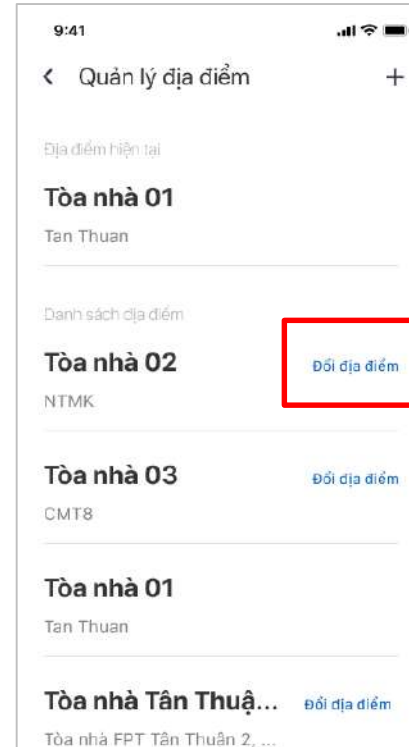 9:41
Quản lý địa điểm
Địa điểm hiện tại
Tòa nhà 01
Tan Thuan
Danh sách địa điểm
Tòa nhà 02
Đổi địa điểm
NTMK
Tòa nhà 03
Đổi địa điểm
CMT8
Tòa nhà 01
Tan Thuan
Tòa nhà Tân Thuậ...
Đổi địa điểm
Tòa nhà FPT Tân Thuận 2, ...